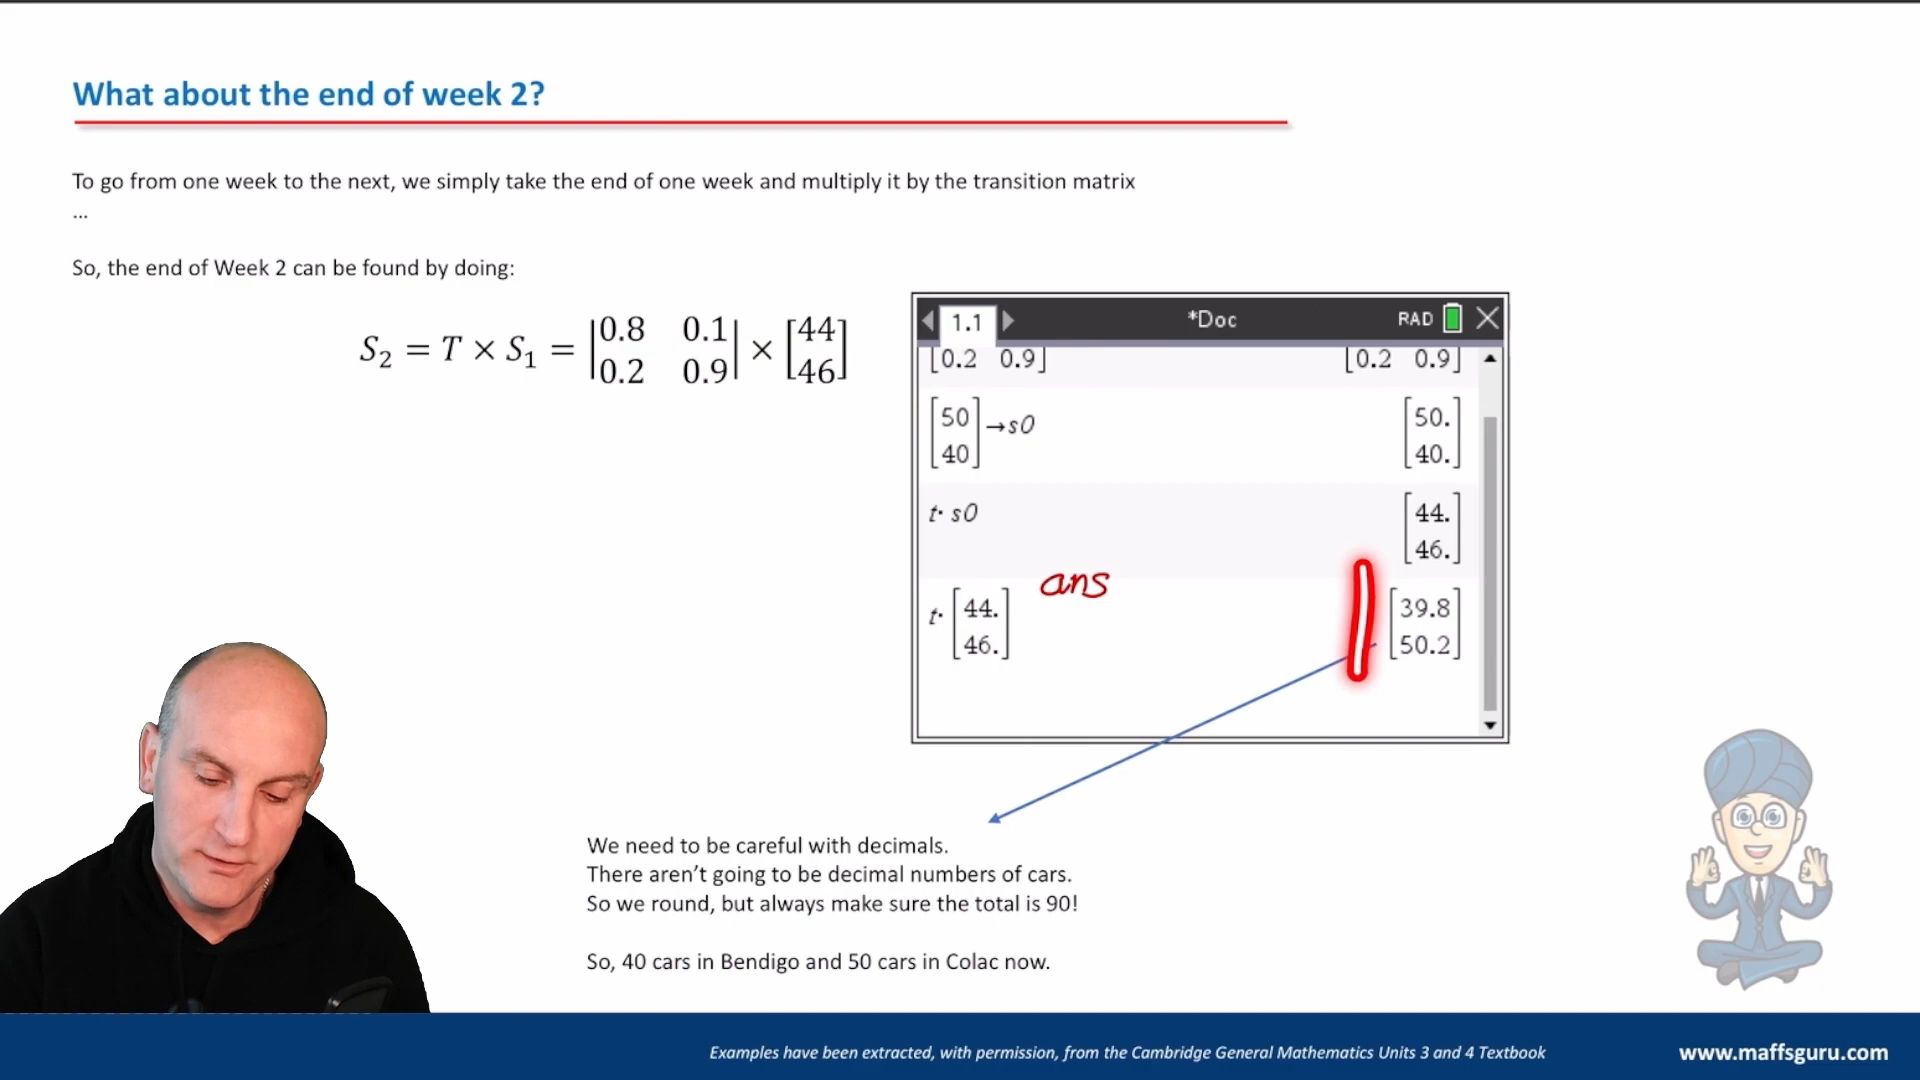 What about the end of week 2?
To go from one week to the next, we simply take the end of one week and multiply it by the transition matrix
...
So, the end of Week 2 can be found by doing:
S₂ = T × S₁ = |0.8 0.1| × [44]
|0.2 0.9| [46]
1.1 *Doc RAD
[0.2 0.9] [0.2 0.9]
[50] →s0 [50.]
[40] [40.]
t· s0 [44.]
[46.]
ans
t· [44.] [39.8]
[46.] [50.2]
We need to be careful with decimals.
There aren't going to be decimal numbers of cars.
So we round, but always make sure the total is 90!
So, 40 cars in Bendigo and 50 cars in Colac now.
Examples have been extracted, with permission, from the Cambridge General Mathematics Units 3 and 4 Textbook
www.maffsguru.com